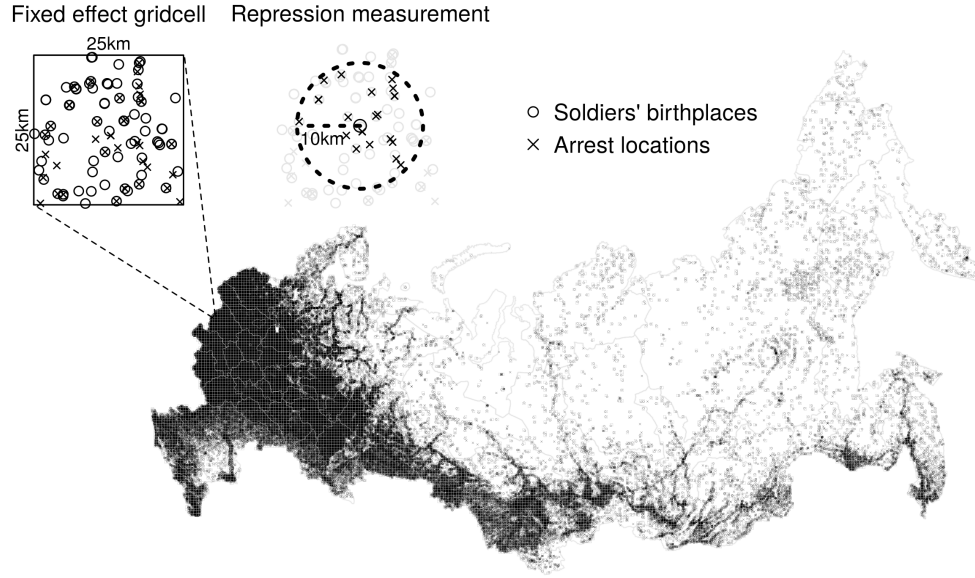 Fixed effect gridcell
Repression measurement
25km
25km
10km
Soldiers' birthplaces
Arrest locations